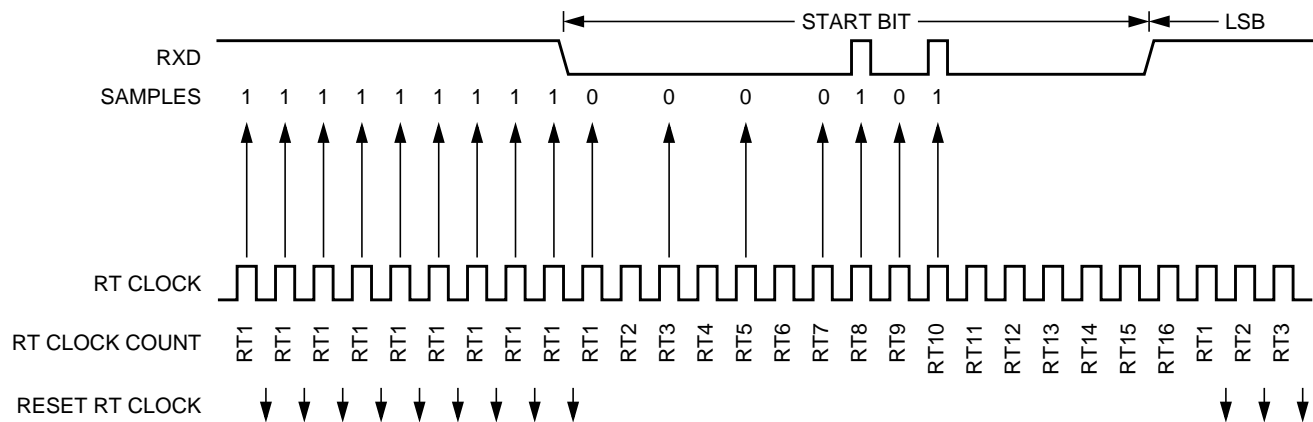 START BIT LSB
RXD
SAMPLES 1 1 1 1 1 1 1 1 1 0 0 0 0 1 0 1
RT CLOCK
RT CLOCK COUNT RT1 RT1 RT1 RT1 RT1 RT1 RT1 RT1 RT1 RT1 RT2 RT3 RT4 RT5 RT6 RT7 RT8 RT9 RT10 RT11 RT12 RT13 RT14 RT15 RT16 RT1 RT2 RT3
RESET RT CLOCK